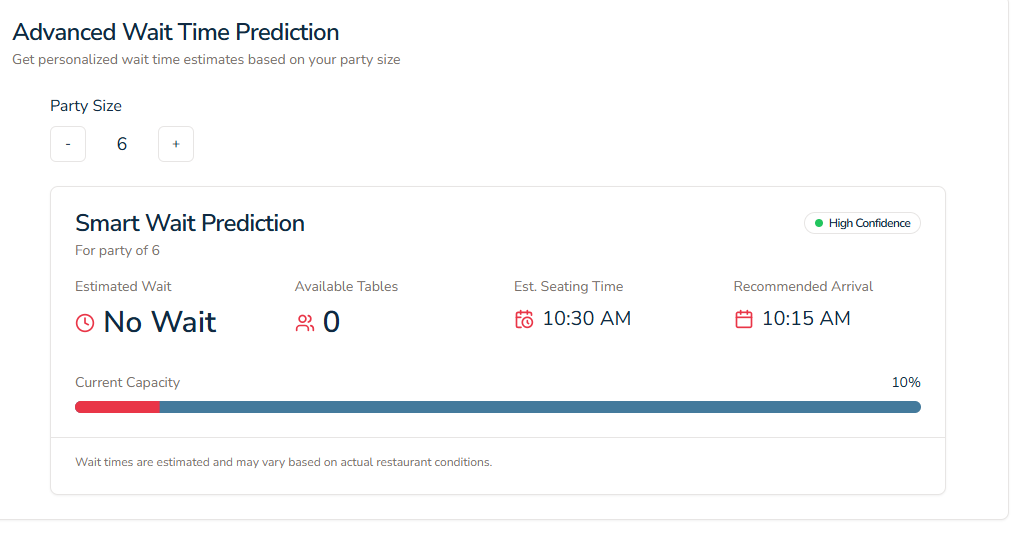 Advanced Wait Time Prediction
Get personalized wait time estimates based on your party size
Party Size
- 6 +
Smart Wait Prediction
High Confidence
For party of 6
Estimated Wait Available Tables Est. Seating Time Recommended Arrival
No Wait 0 10:30 AM 10:15 AM
Current Capacity 10%
Wait times are estimated and may vary based on actual restaurant conditions.